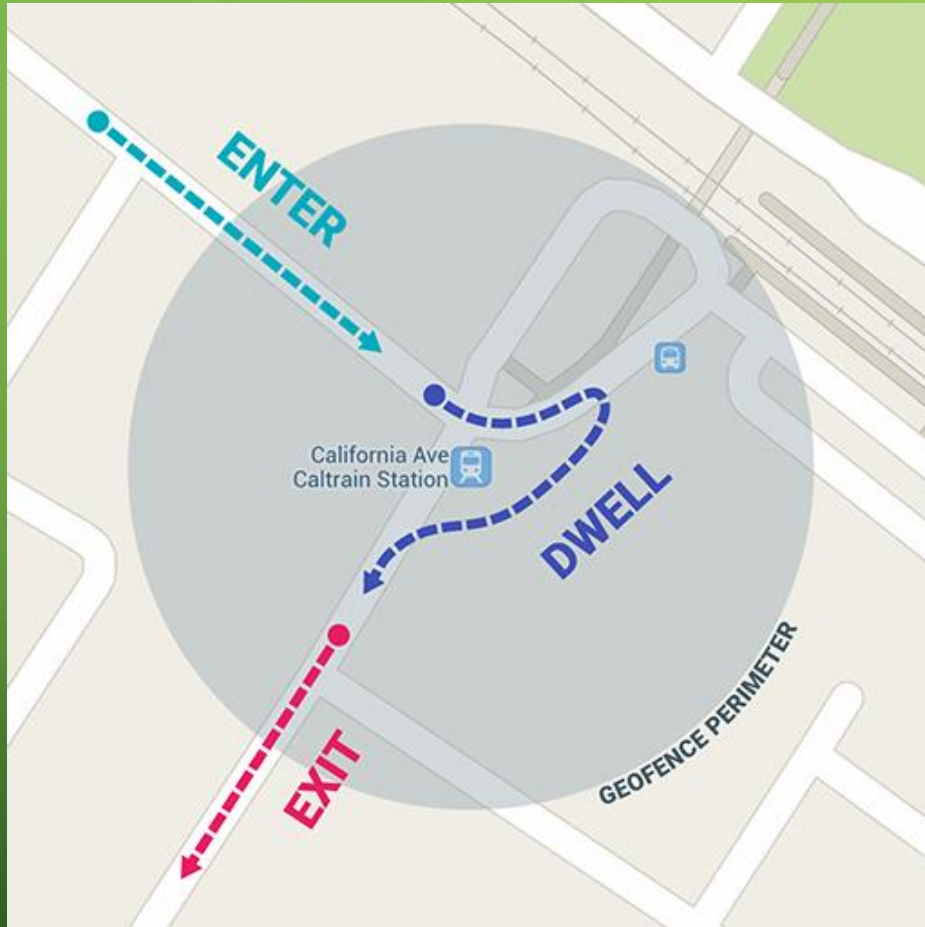 ENTER
California Ave
Caltrain Station
DWELL
EXIT
GEOFENCE PERIMETER